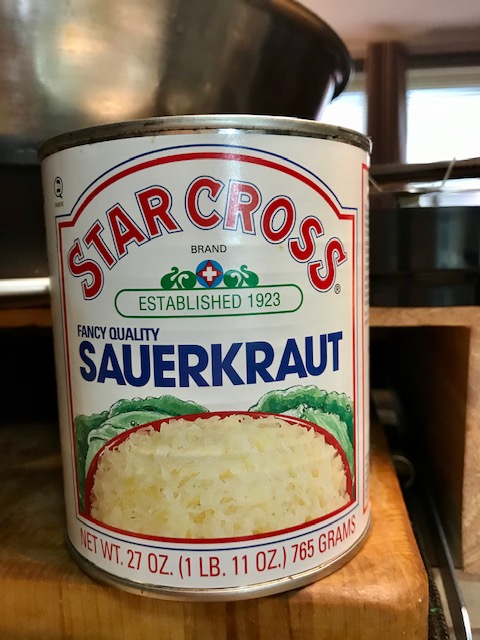 STAR CROSS®
BRAND
ESTABLISHED 1923
FANCY QUALITY
SAUERKRAUT
NET WT. 27 OZ. (1 LB. 11 OZ.) 765 GRAMS